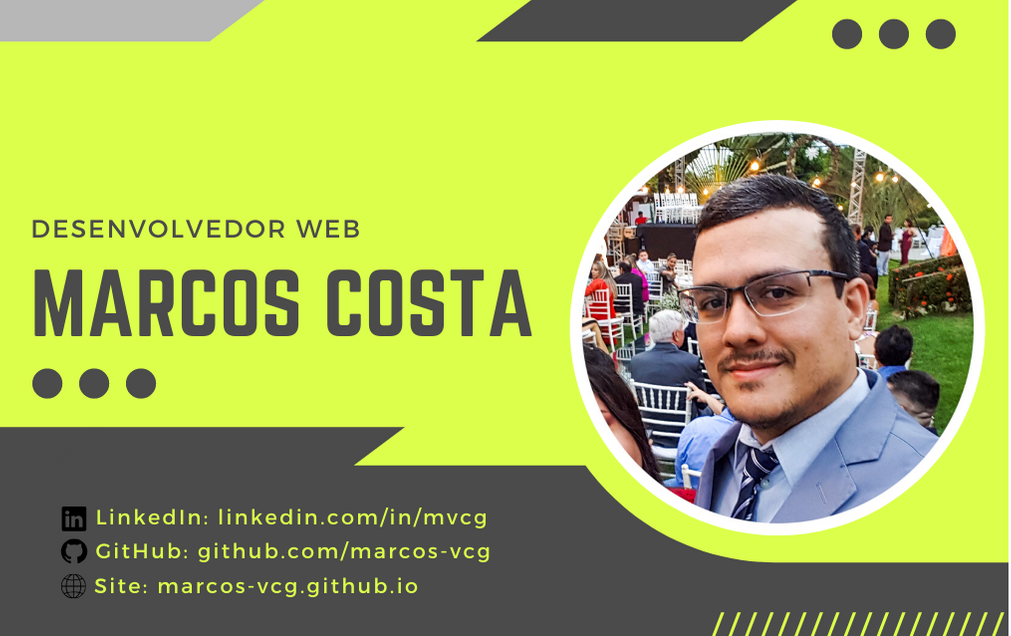 DESENVOLVEDOR WEB
MARCOS COSTA
LinkedIn: linkedin.com/in/mvcg
GitHub: github.com/marcos-vcg
Site: marcos-vcg.github.io